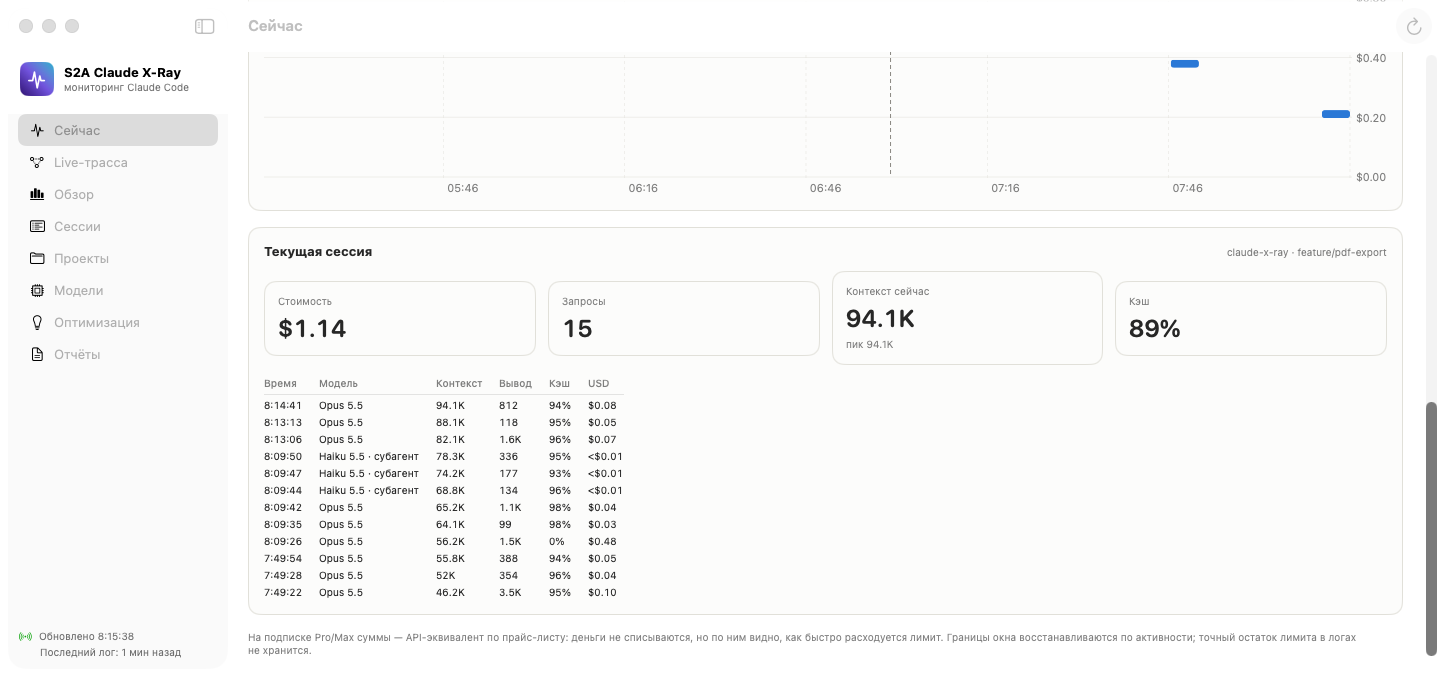 Сейчас
S2A Claude X-Ray
мониторинг Claude Code
Сейчас
Live-трасса
Обзор
Сессии
Проекты
Модели
Оптимизация
Отчёты
Обновлено 8:15:38
Последний лог: 1 мин назад
$0.40
$0.20
$0.00
05:46 06:16 06:46 07:16 07:46
Текущая сессия claude-x-ray · feature/pdf-export
Стоимость
$1.14
Запросы
15
Контекст сейчас
94.1K
пик 94.1K
Кэш
89%
Время Модель Контекст Вывод Кэш USD
8:14:41 Opus 5.5 94.1K 812 94% $0.08
8:13:13 Opus 5.5 88.1K 118 95% $0.05
8:13:06 Opus 5.5 82.1K 1.6K 96% $0.07
8:09:50 Haiku 5.5 · субагент 78.3K 336 95% <$0.01
8:09:47 Haiku 5.5 · субагент 74.2K 177 93% <$0.01
8:09:44 Haiku 5.5 · субагент 68.8K 134 96% <$0.01
8:09:42 Opus 5.5 65.2K 1.1K 98% $0.04
8:09:35 Opus 5.5 64.1K 99 98% $0.03
8:09:26 Opus 5.5 56.2K 1.5K 0% $0.48
7:49:54 Opus 5.5 55.8K 388 94% $0.05
7:49:28 Opus 5.5 52K 354 96% $0.04
7:49:22 Opus 5.5 46.2K 3.5K 95% $0.10
На подписке Pro/Max суммы — API-эквивалент по прайс-листу: деньги не списываются, но по ним видно, как быстро расходуется лимит. Границы окна восстанавливаются по активности; точный остаток лимита в логах
не хранится.